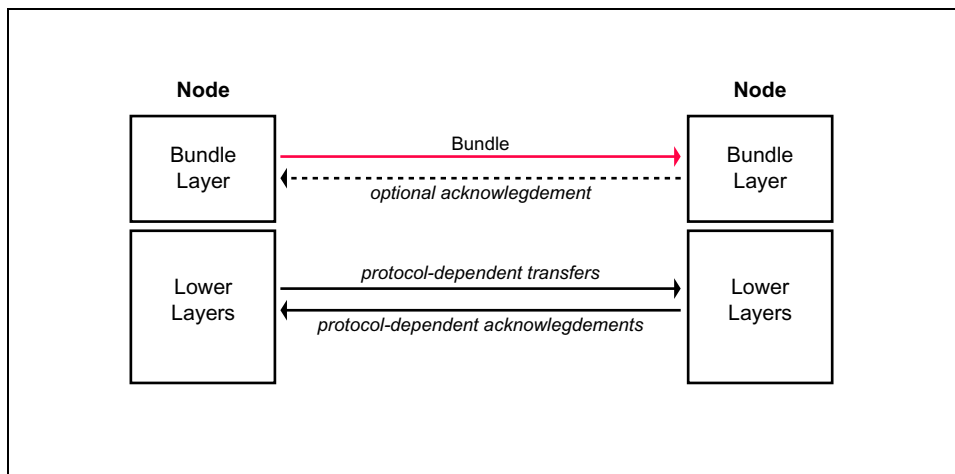 Node
Node
Bundle
Layer
Bundle
optional acknowlegdement
Bundle
Layer
Lower
Layers
protocol-dependent transfers
protocol-dependent acknowlegdements
Lower
Layers